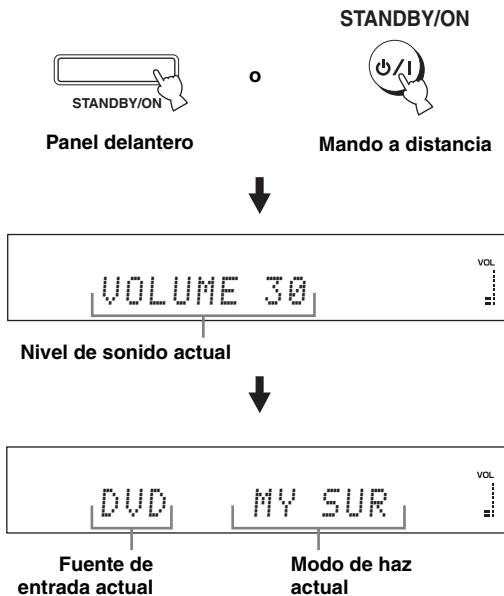 STANDBY/ON
⏻/I
STANDBY/ON
o
Panel delantero
Mando a distancia
VOLUME 30
VOL
Nivel de sonido actual
DVD MY SUR
VOL
Fuente de
entrada actual
Modo de haz
actual